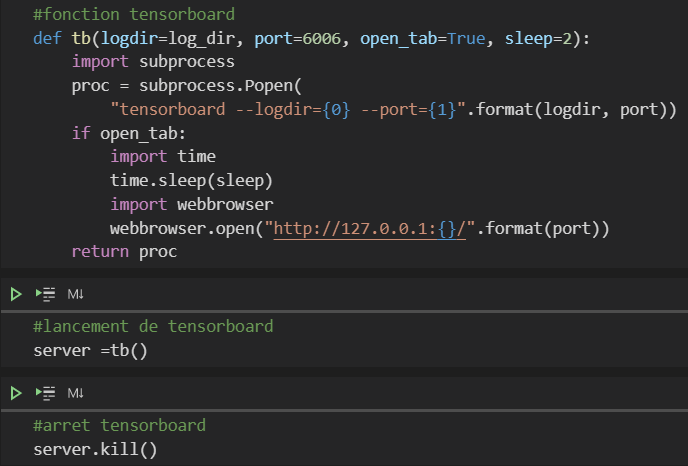 #fonction tensorboard
def tb(logdir=log_dir, port=6006, open_tab=True, sleep=2):
    import subprocess
    proc = subprocess.Popen(
        "tensorboard --logdir={0} --port={1}".format(logdir, port))
    if open_tab:
        import time
        time.sleep(sleep)
        import webbrowser
        webbrowser.open("http://127.0.0.1:{}/".format(port))
    return proc
M↓
#lancement de tensorboard
server =tb()
M↓
#arret tensorboard
server.kill()